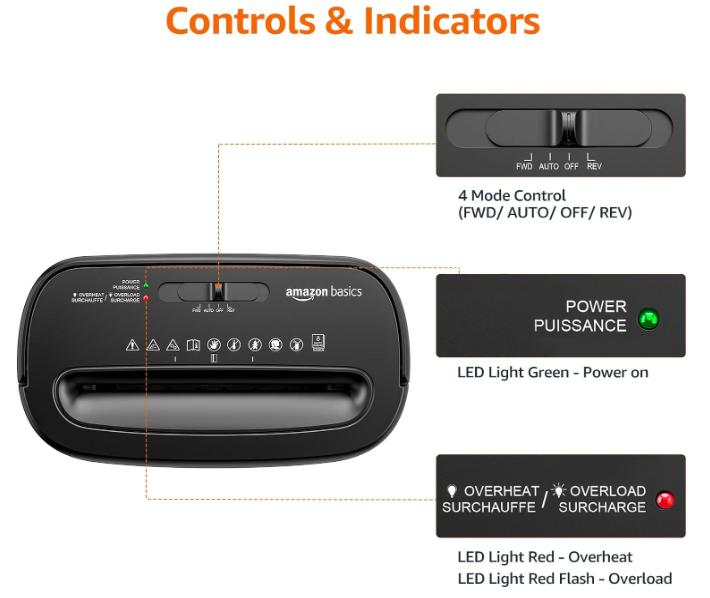 Controls & Indicators
FWD AUTO OFF REV
4 Mode Control
(FWD/ AUTO/ OFF/ REV)
POWER
PUISSANCE
OVERHEAT / OVERLOAD
SURCHAUFFE SURCHARGE
FWD AUTO OFF REV
amazon basics
8
POWER
PUISSANCE
LED Light Green - Power on
OVERHEAT / OVERLOAD
SURCHAUFFE SURCHARGE
LED Light Red - Overheat
LED Light Red Flash - Overload